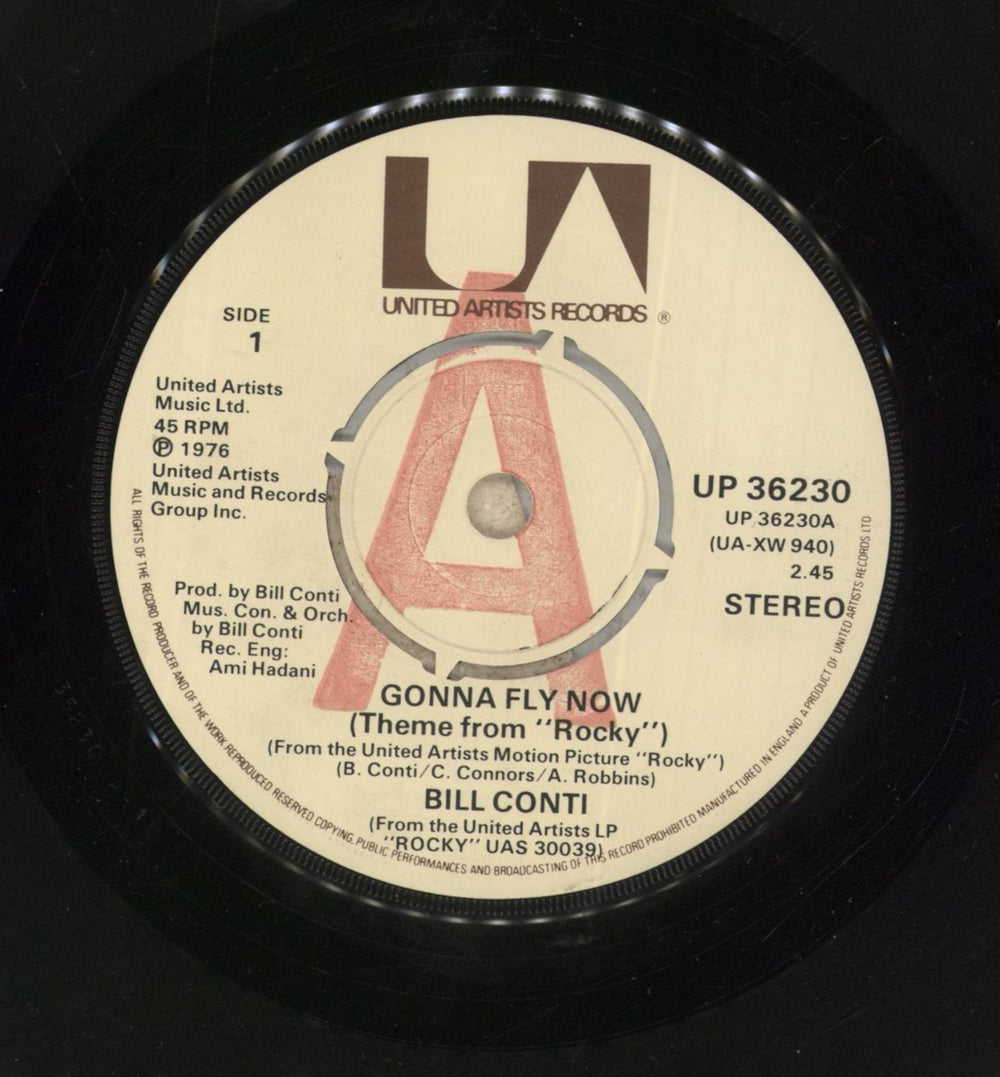 UA
UNITED ARTISTS RECORDS ®
A
SIDE
1
United Artists
Music Ltd.
45 RPM
℗ 1976
United Artists
Music and Records
Group Inc.
UP 36230
UP 36230A
(UA-XW 940)
2.45
STEREO
Prod. by Bill Conti
Mus. Con. & Orch.
by Bill Conti
Rec. Eng:
Ami Hadani
GONNA FLY NOW
(Theme from "Rocky")
(From the United Artists Motion Picture "Rocky")
(B. Conti/C. Connors/A. Robbins)
BILL CONTI
(From the United Artists LP
"ROCKY" UAS 30039)
ALL RIGHTS OF THE RECORD PRODUCER AND OF THE WORK REPRODUCED RESERVED COPYING, PUBLIC PERFORMANCES AND BROADCASTING OF THIS RECORD PROHIBITED MANUFACTURED IN ENGLAND A PRODUCT OF UNITED ARTISTS RECORDS LTD